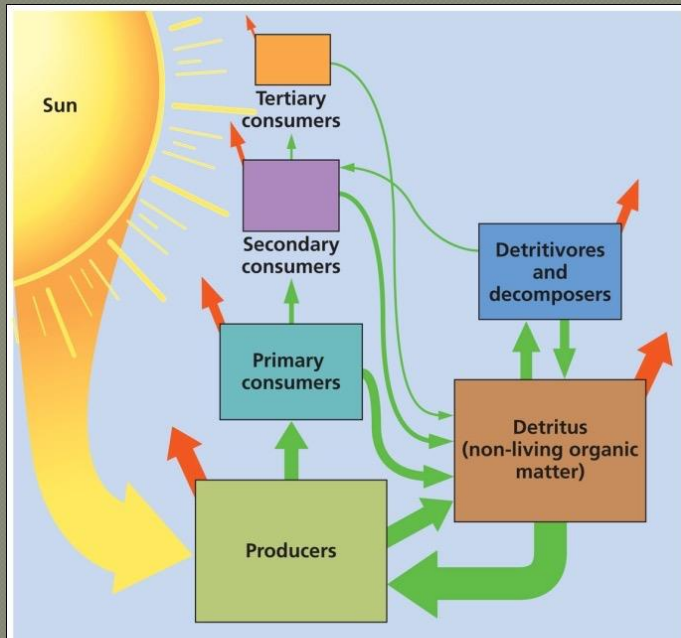 Sun
Tertiary
consumers
Secondary
consumers
Detritivores
and
decomposers
Primary
consumers
Detritus
(non-living organic
matter)
Producers